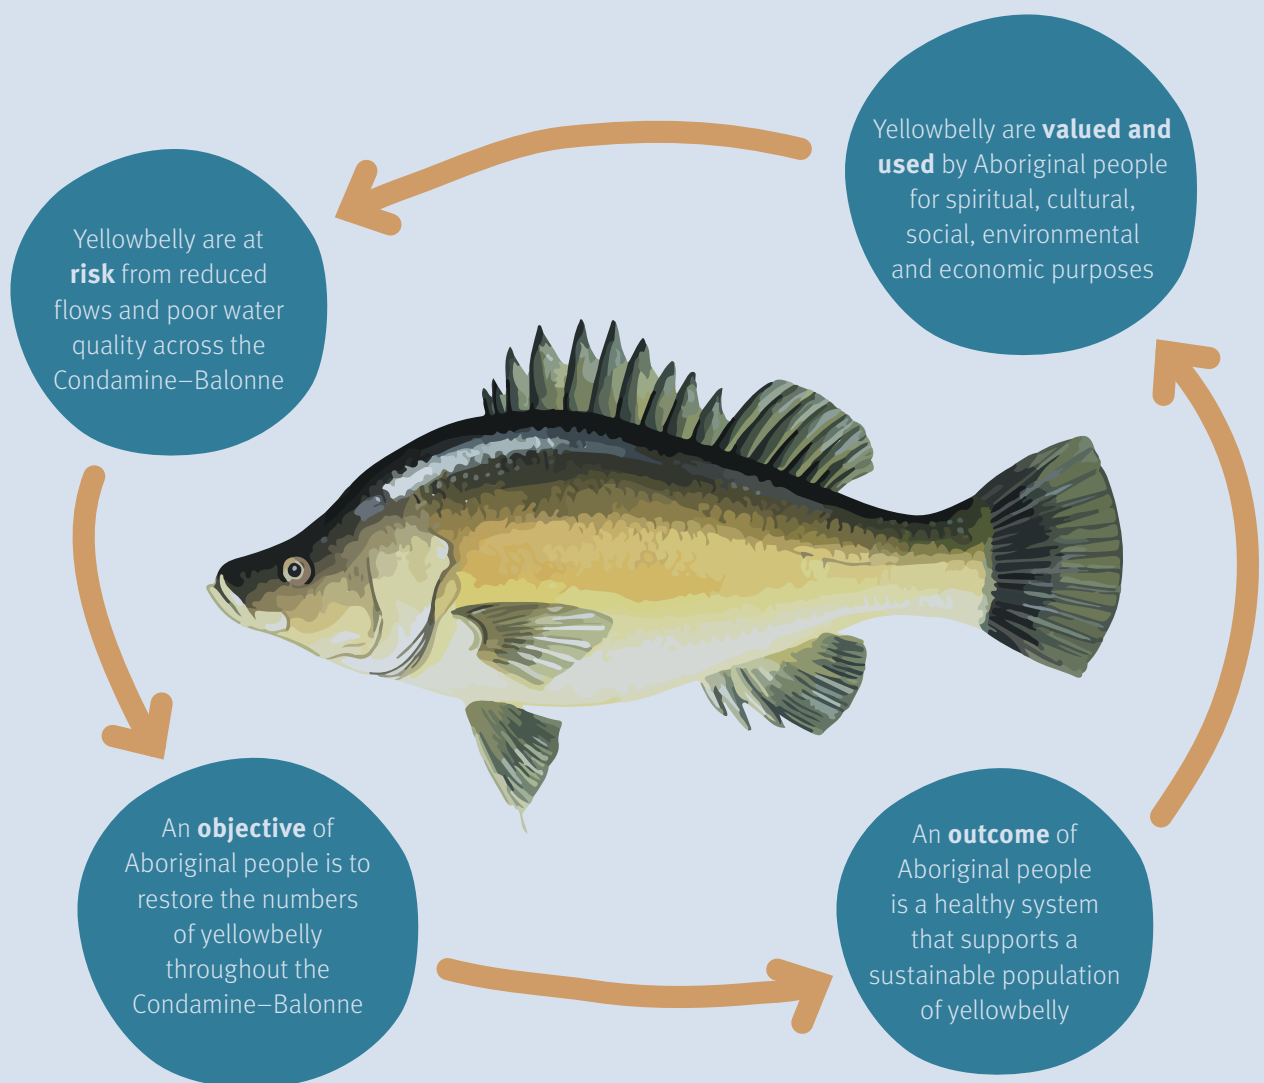 Yellowbelly are valued and
used by Aboriginal people
for spiritual, cultural,
social, environmental
and economic purposes
Yellowbelly are at
risk from reduced
flows and poor water
quality across the
Condamine–Balonne
An objective of
Aboriginal people is to
restore the numbers
of yellowbelly
throughout the
Condamine–Balonne
An outcome of
Aboriginal people
is a healthy system
that supports a
sustainable population
of yellowbelly